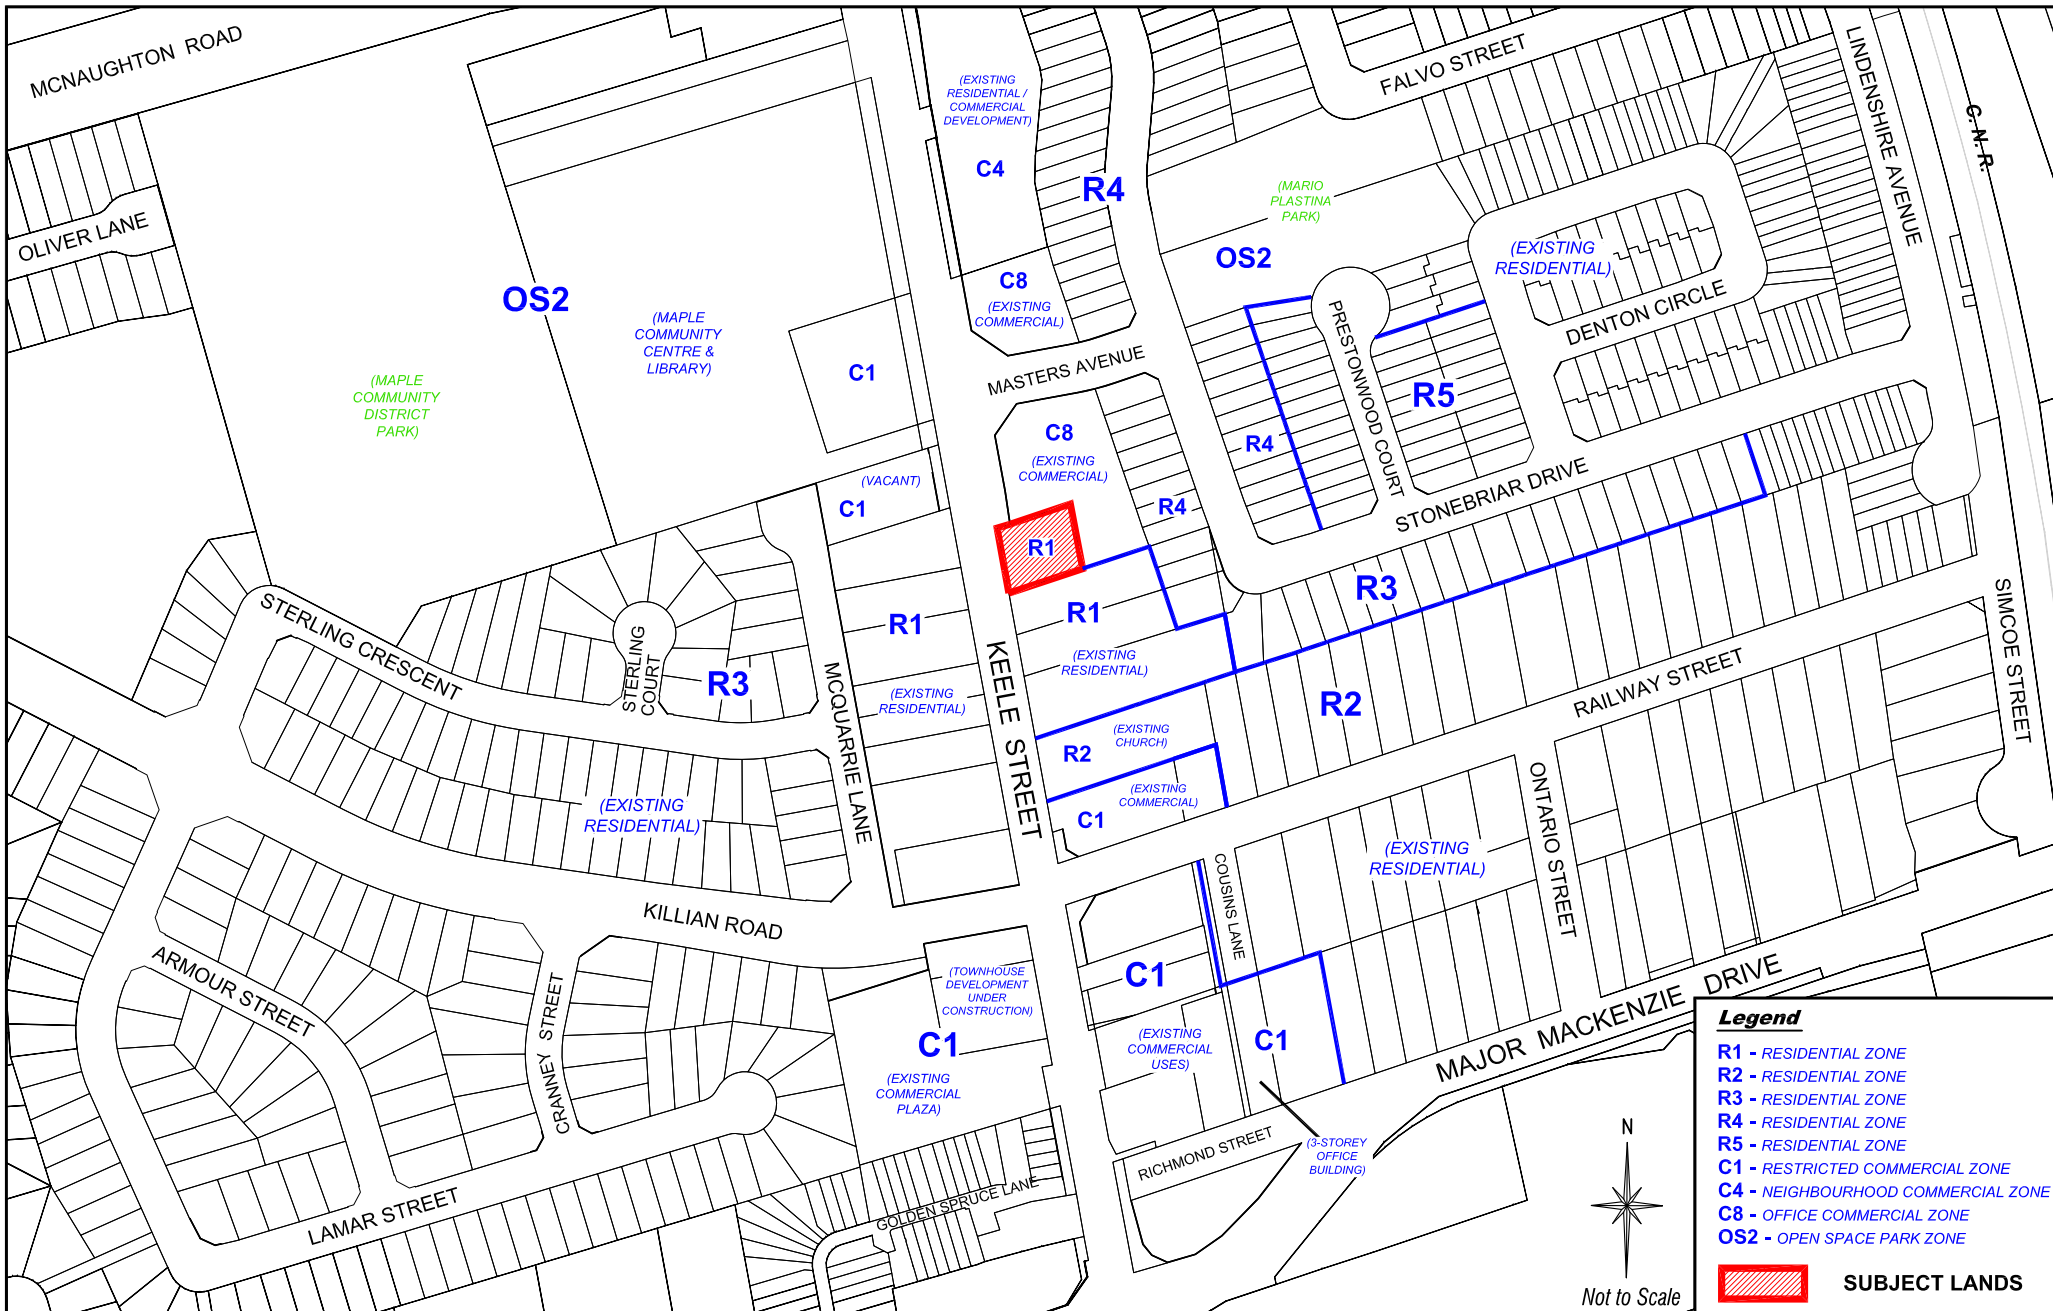 MCNAUGHTON ROAD
OLIVER LANE
(EXISTING
RESIDENTIAL /
COMMERCIAL
DEVELOPMENT)
C4
R4
FALVO STREET
LINDENSHIRE AVENUE
C. N. R.
(MARIO
PLASTINA
PARK)
OS2
OS2
(MAPLE
COMMUNITY
CENTRE &
LIBRARY)
(MAPLE
COMMUNITY
DISTRICT
PARK)
C1
C8
(EXISTING
COMMERCIAL)
MASTERS AVENUE
(EXISTING
RESIDENTIAL)
DENTON CIRCLE
PRESTONWOOD COURT
R5
R4
STONEBRIAR DRIVE
C8
(EXISTING
COMMERCIAL)
R4
(VACANT)
C1
R1
R1
(EXISTING
RESIDENTIAL)
R1
(EXISTING
RESIDENTIAL)
R3
R2
RAILWAY STREET
SIMCOE STREET
STERLING CRESCENT
STERLING
COURT
R3
MCQUARRIE LANE
KEELE STREET
R2
(EXISTING
CHURCH)
(EXISTING
COMMERCIAL)
C1
(EXISTING
RESIDENTIAL)
ONTARIO STREET
(EXISTING
RESIDENTIAL)
COUSINS LANE
KILLIAN ROAD
ARMOUR STREET
CRANNEY STREET
(TOWNHOUSE
DEVELOPMENT
UNDER
CONSTRUCTION)
C1
(EXISTING
COMMERCIAL
PLAZA)
C1
(EXISTING
COMMERCIAL
USES)
C1
MAJOR MACKENZIE DRIVE
RICHMOND STREET
(3-STOREY
OFFICE
BUILDING)
LAMAR STREET
GOLDEN SPRUCE LANE
N
Not to Scale
Legend
R1 - RESIDENTIAL ZONE
R2 - RESIDENTIAL ZONE
R3 - RESIDENTIAL ZONE
R4 - RESIDENTIAL ZONE
R5 - RESIDENTIAL ZONE
C1 - RESTRICTED COMMERCIAL ZONE
C4 - NEIGHBOURHOOD COMMERCIAL ZONE
C8 - OFFICE COMMERCIAL ZONE
OS2 - OPEN SPACE PARK ZONE
SUBJECT LANDS